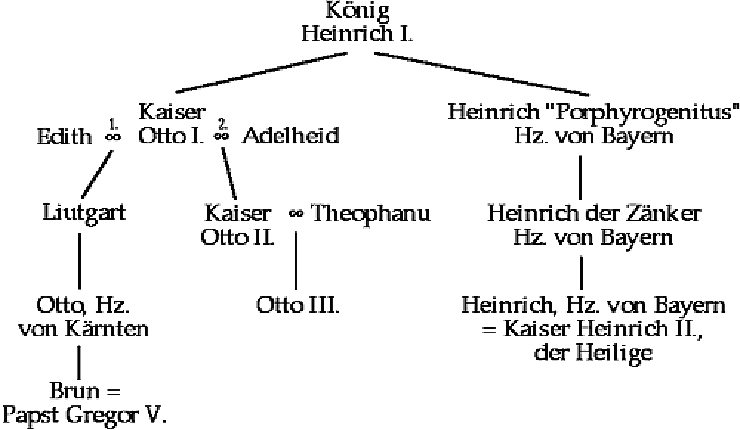 König
Heinrich I.
Kaiser
Edith 1. ∞ Otto I. 2. ∞ Adelheid
Heinrich "Porphyrogenitus"
Hz. von Bayern
Liutgart
Kaiser ∞ Theophanu
Otto II.
Heinrich der Zänker
Hz. von Bayern
Otto, Hz.
von Kärnten
Otto III.
Heinrich, Hz. von Bayern
= Kaiser Heinrich II.,
der Heilige
Brun =
Papst Gregor V.